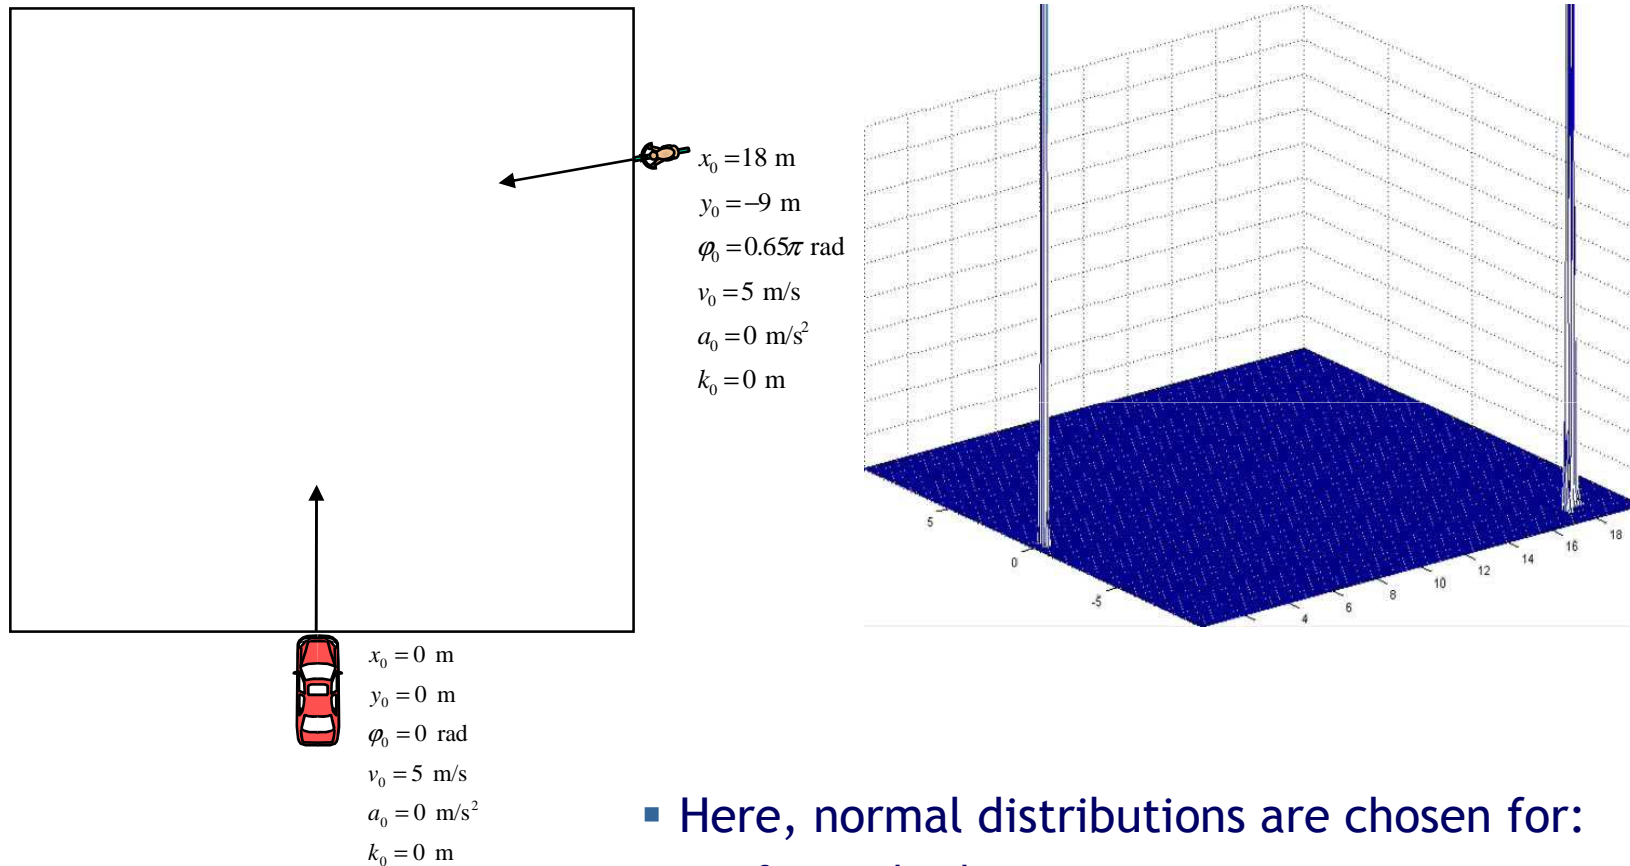 x₀ = 18 m
y₀ = −9 m
φ₀ = 0.65π rad
v₀ = 5 m/s
a₀ = 0 m/s²
k₀ = 0 m
5
0
-5
4
6
8
10
12
14
16
18
x₀ = 0 m
y₀ = 0 m
φ₀ = 0 rad
v₀ = 5 m/s
a₀ = 0 m/s²
k₀ = 0 m
▪ Here, normal distributions are chosen for: